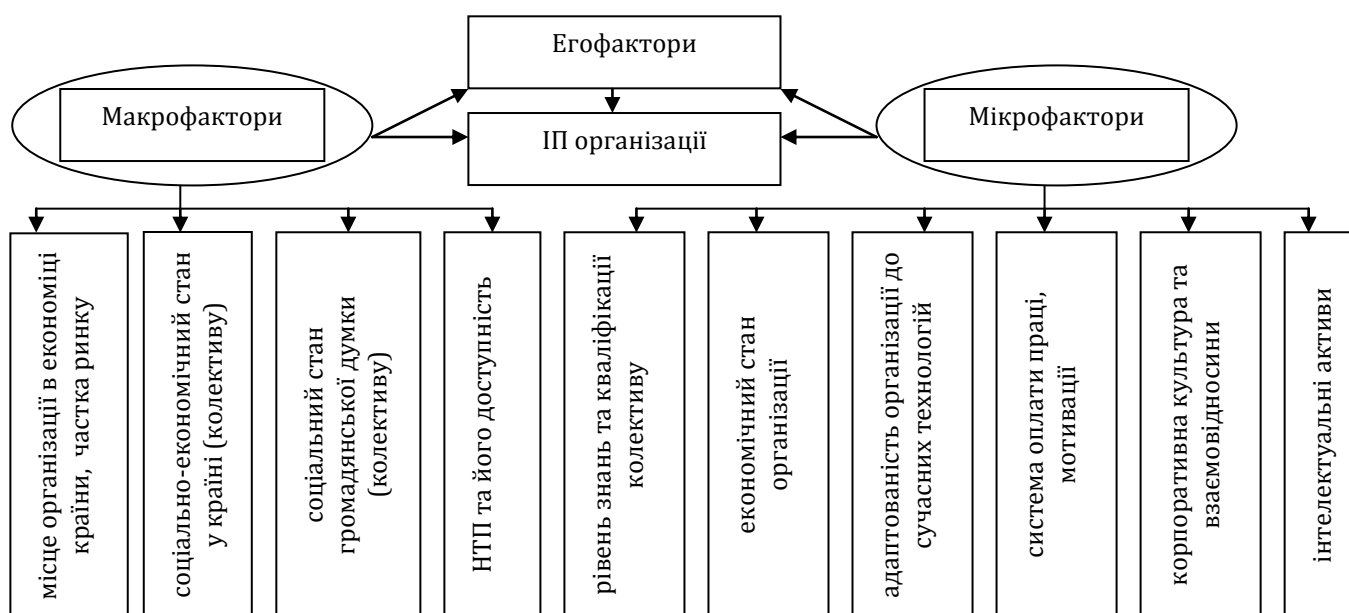 Егофактори
Макрофактори
ІП організації
Мікрофактори
місце організації в економіці
країни, частка ринку
соціально-економічний стан
у країні (колективу)
соціальний стан
громадянської думки
(колективу)
НТП та його доступність
рівень знань та кваліфікації
колективу
економічний стан
організації
адаптованість організації до
сучасних технологій
система оплати праці,
мотивації
корпоративна культура та
взаємовідносини
інтелектуальні активи